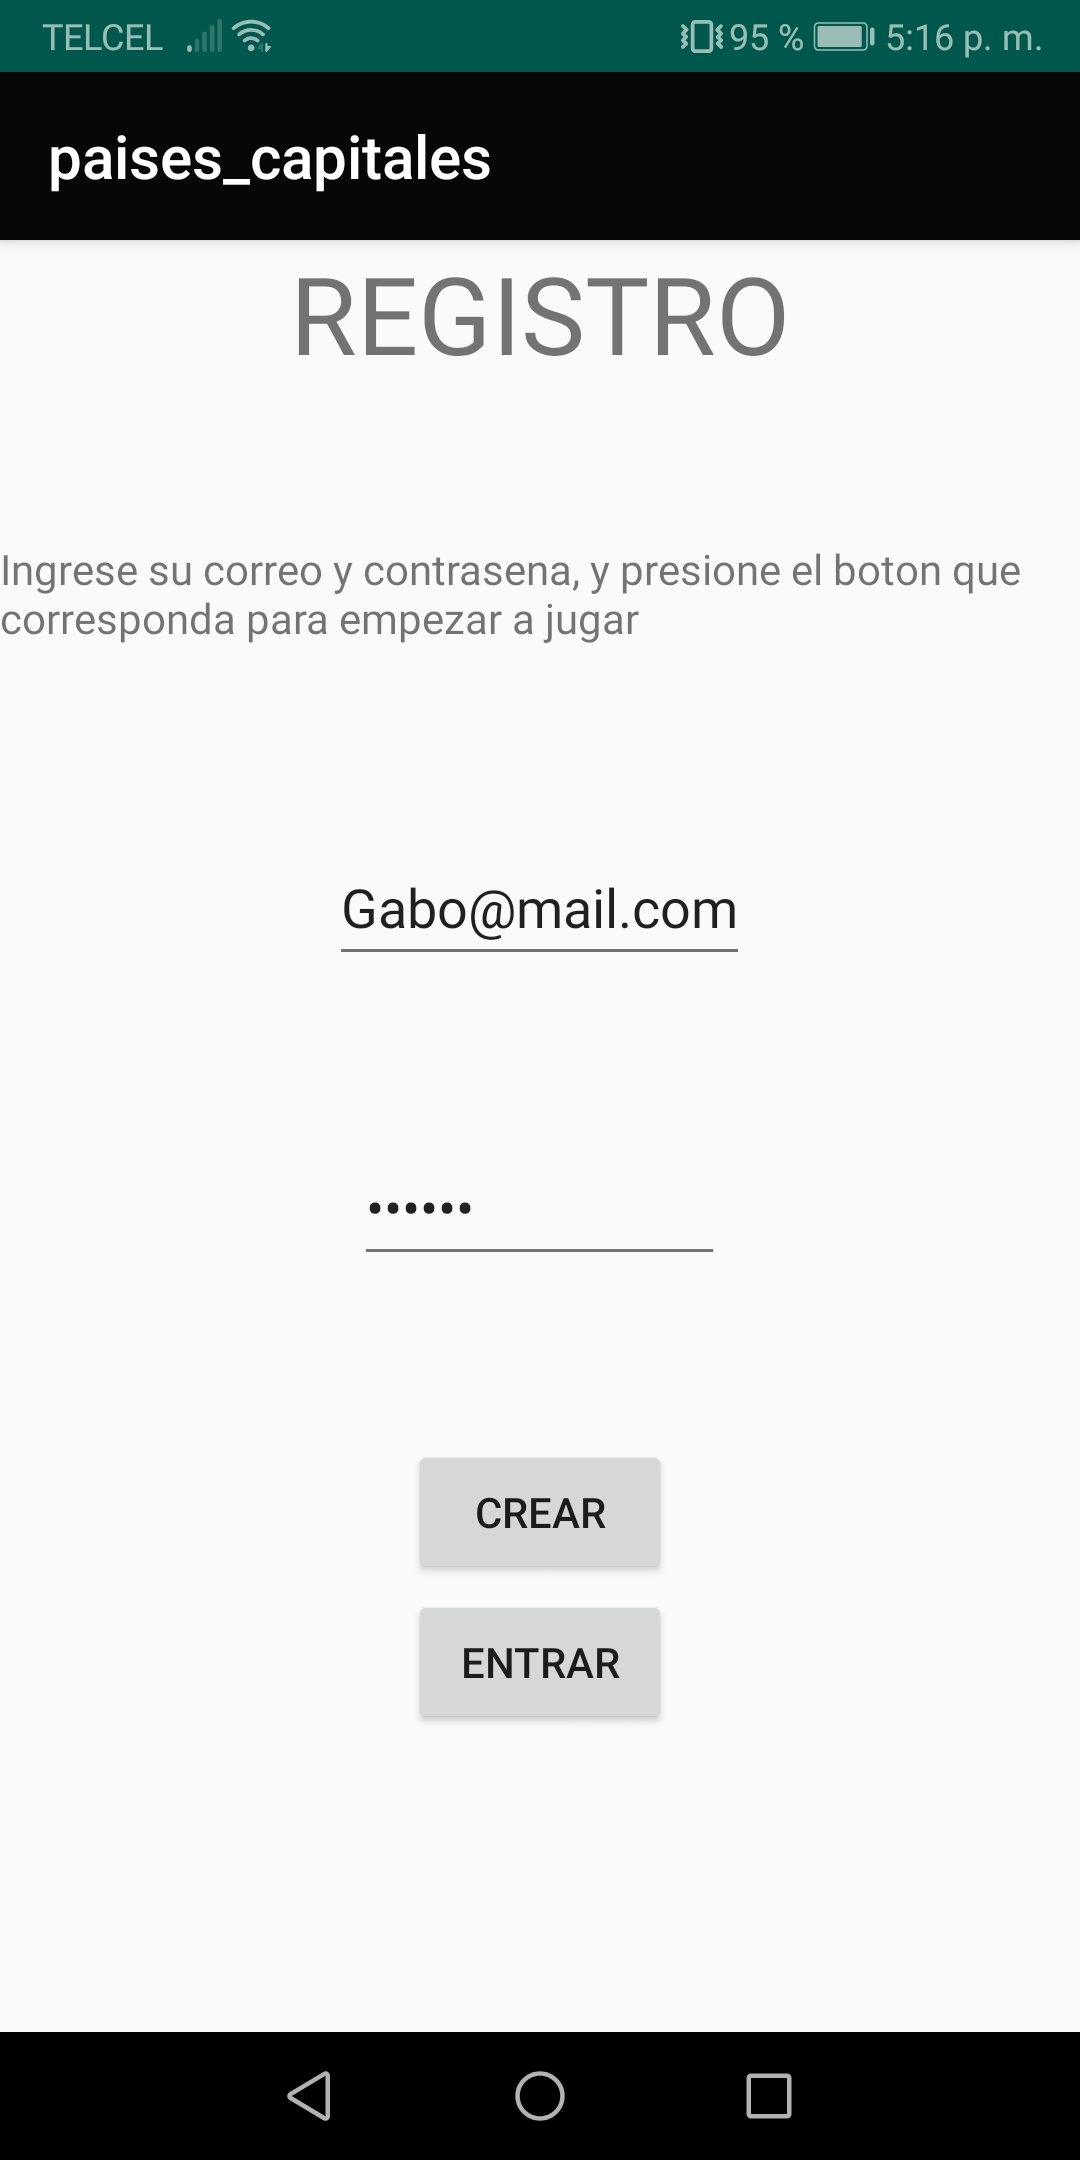 TELCEL 95 % 5:16 p. m.
paises_capitales
REGISTRO
Ingrese su correo y contrasena, y presione el boton que
corresponda para empezar a jugar
Gabo@mail.com
••••••
CREAR
ENTRAR